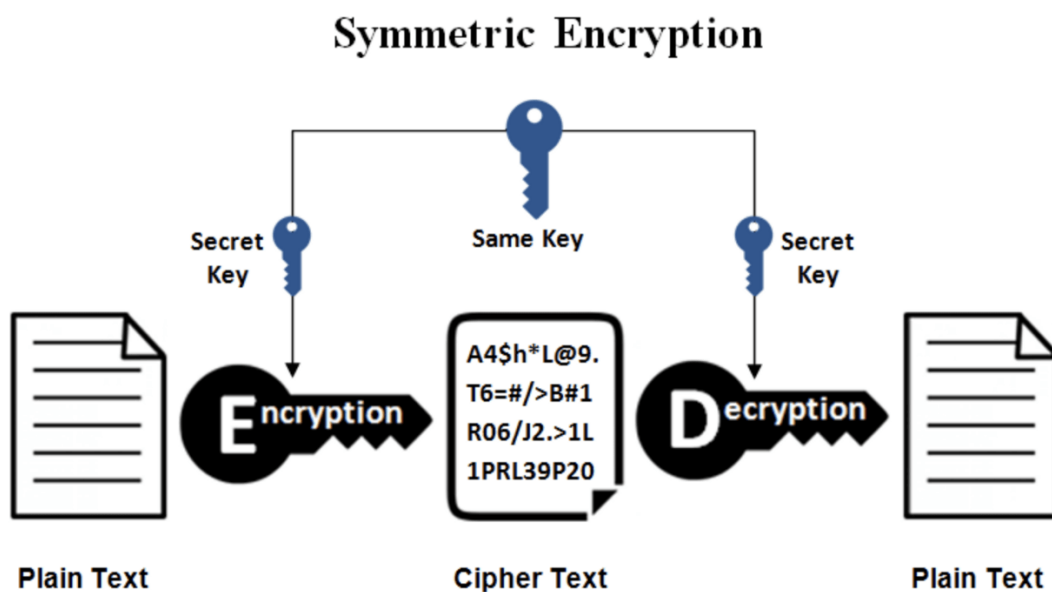 Symmetric Encryption
Secret
Key
Same Key
Secret
Key
Encryption
A4$h*L@9.
T6=#/>B#1
R06/J2.>1L
1PRL39P20
Decryption
Plain Text
Cipher Text
Plain Text